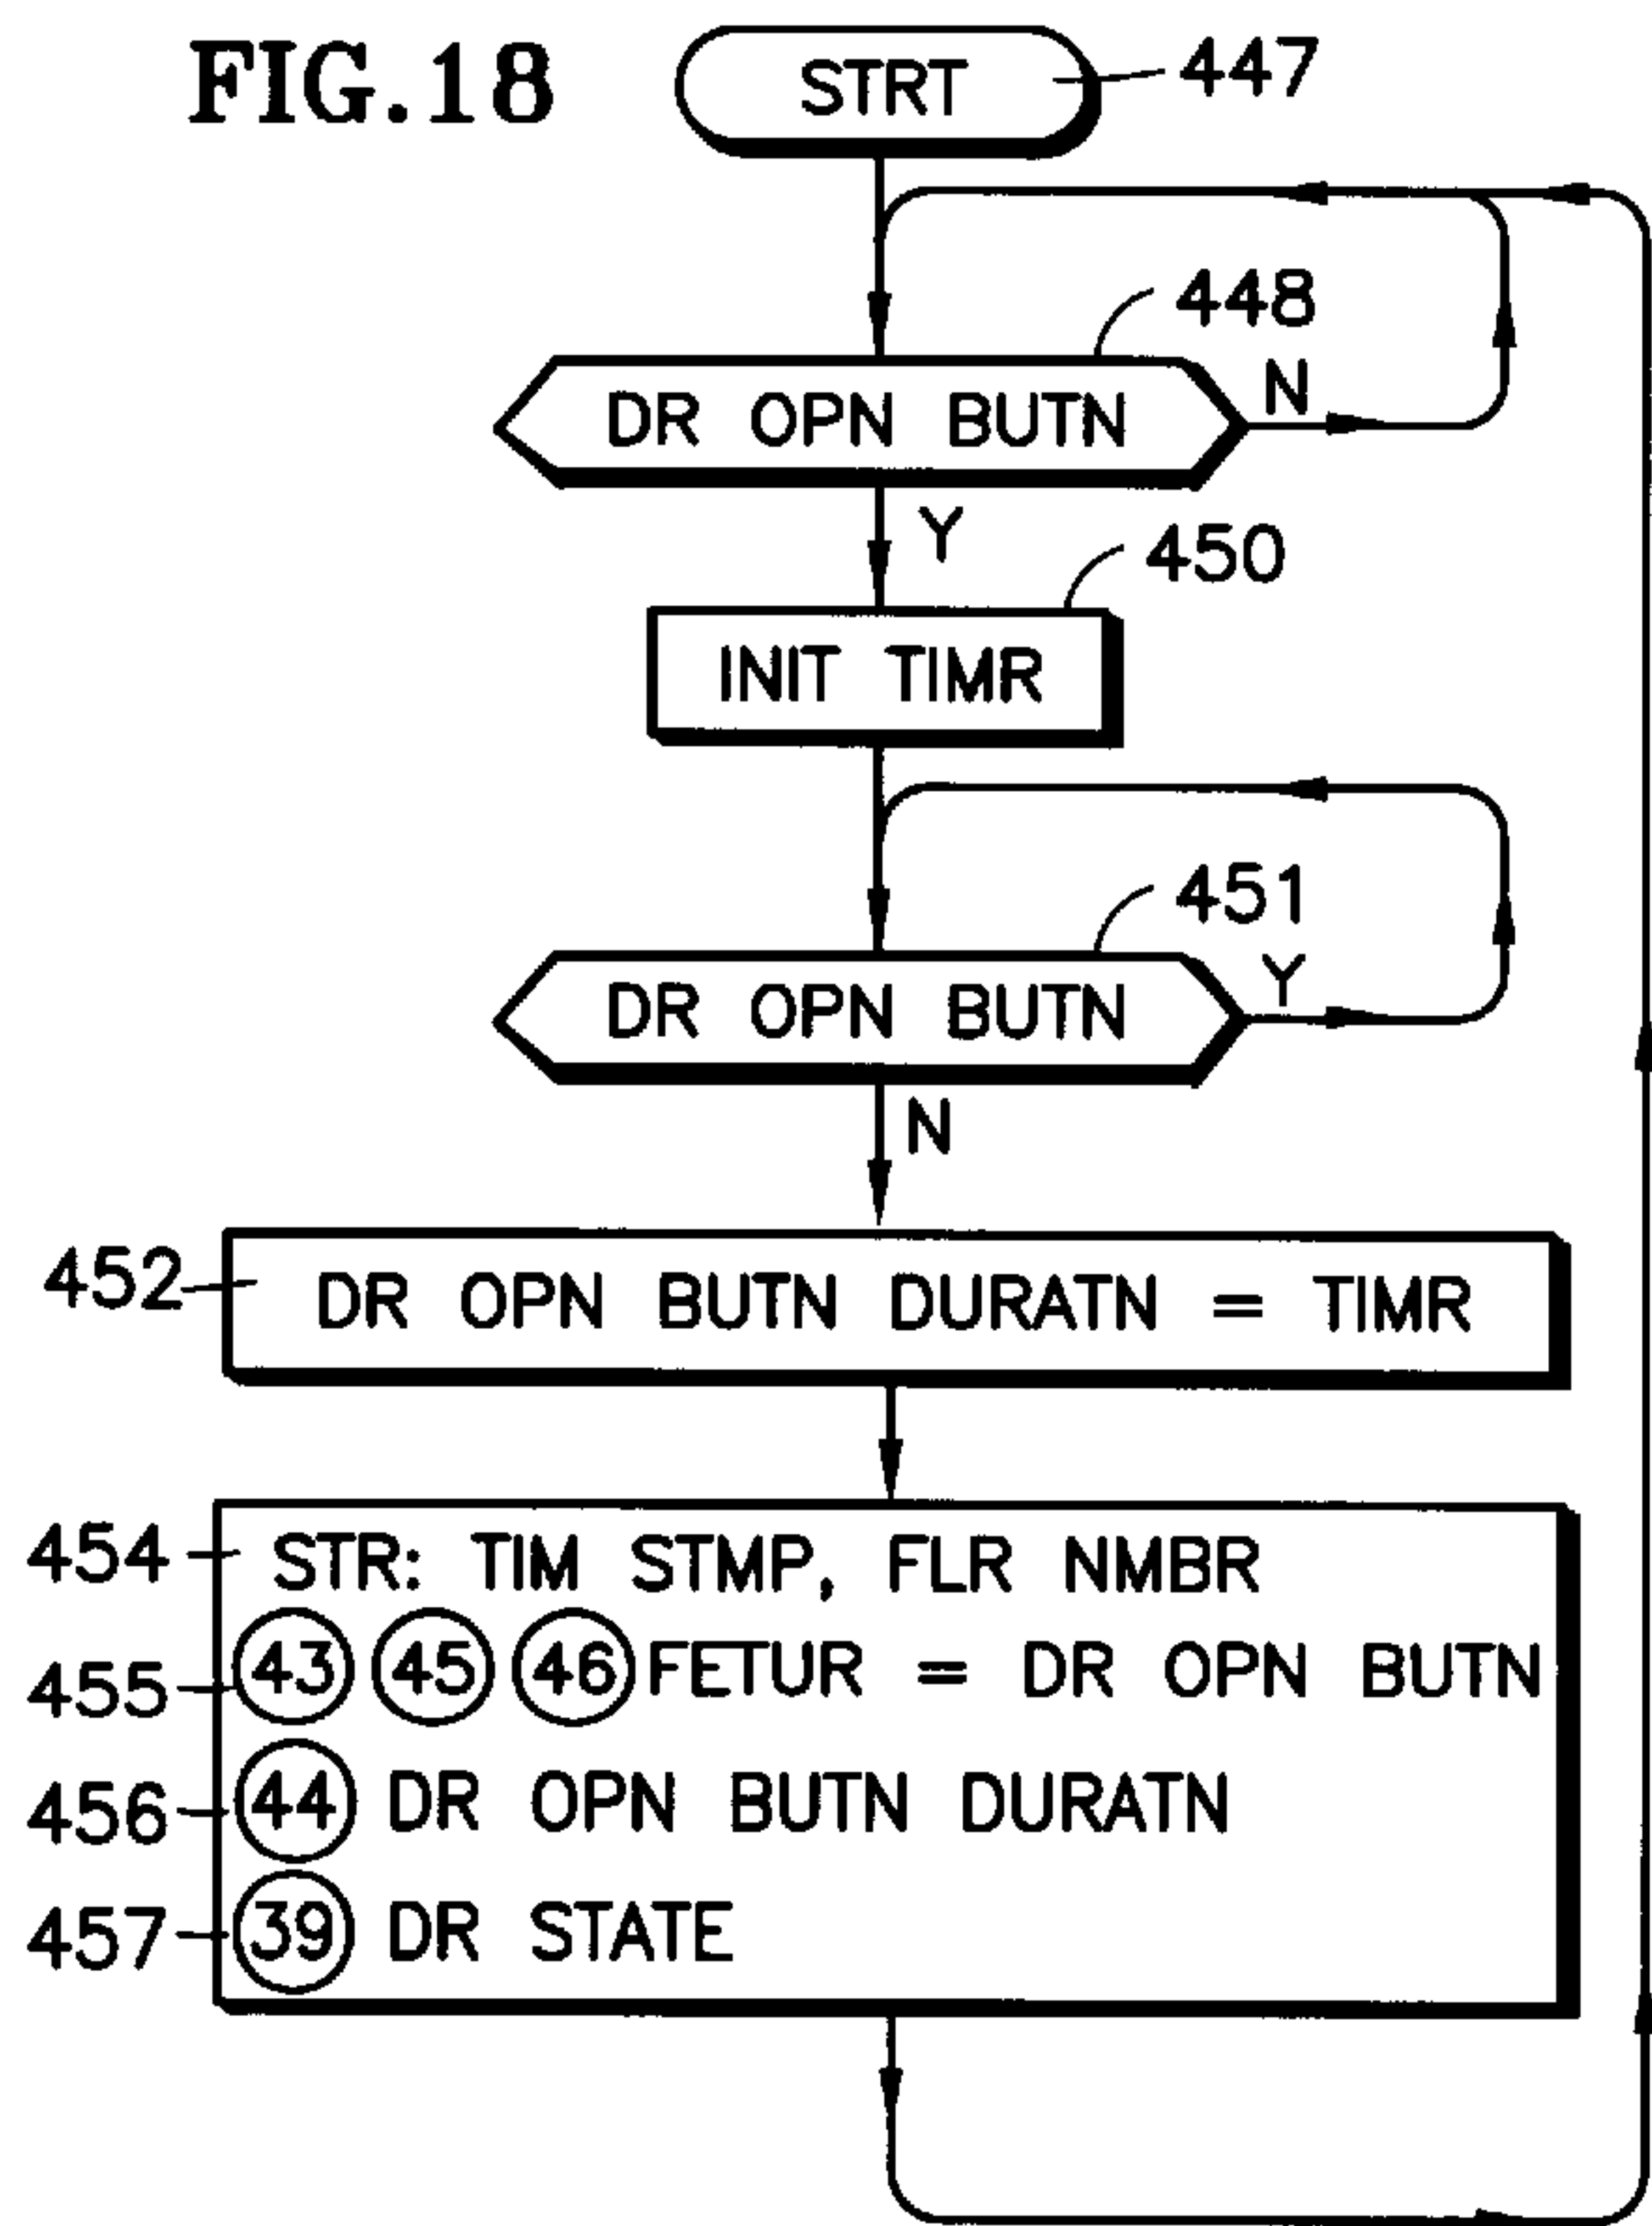 FIG.18
STRT
447
448
DR OPN BUTN
N
Y
450
INIT TIMR
451
DR OPN BUTN
Y
N
452
DR OPN BUTN DURATN = TIMR
454
STR: TIM STMP, FLR NMBR
455
43 45 46 FETUR = DR OPN BUTN
456
44 DR OPN BUTN DURATN
457
39 DR STATE